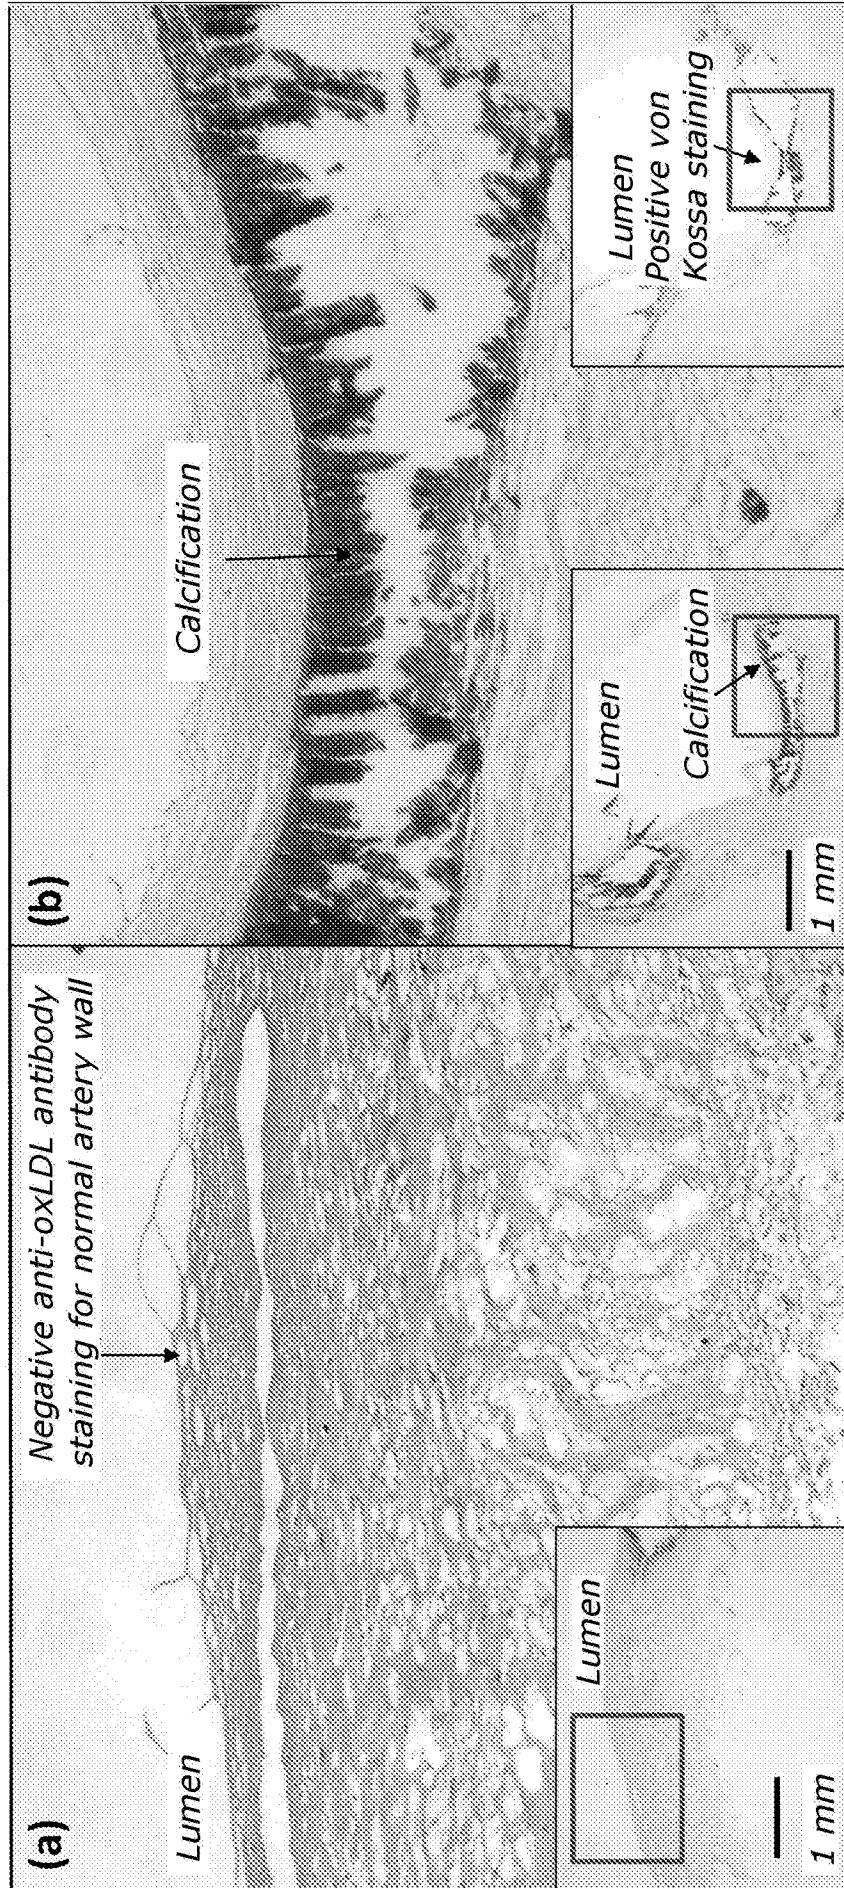 (a)
Negative anti-oxLDL antibody
staining for normal artery wall
Lumen
Lumen
1 mm
(b)
Calcification
Lumen
Calcification
1 mm
Lumen
Positive von
Kossa staining